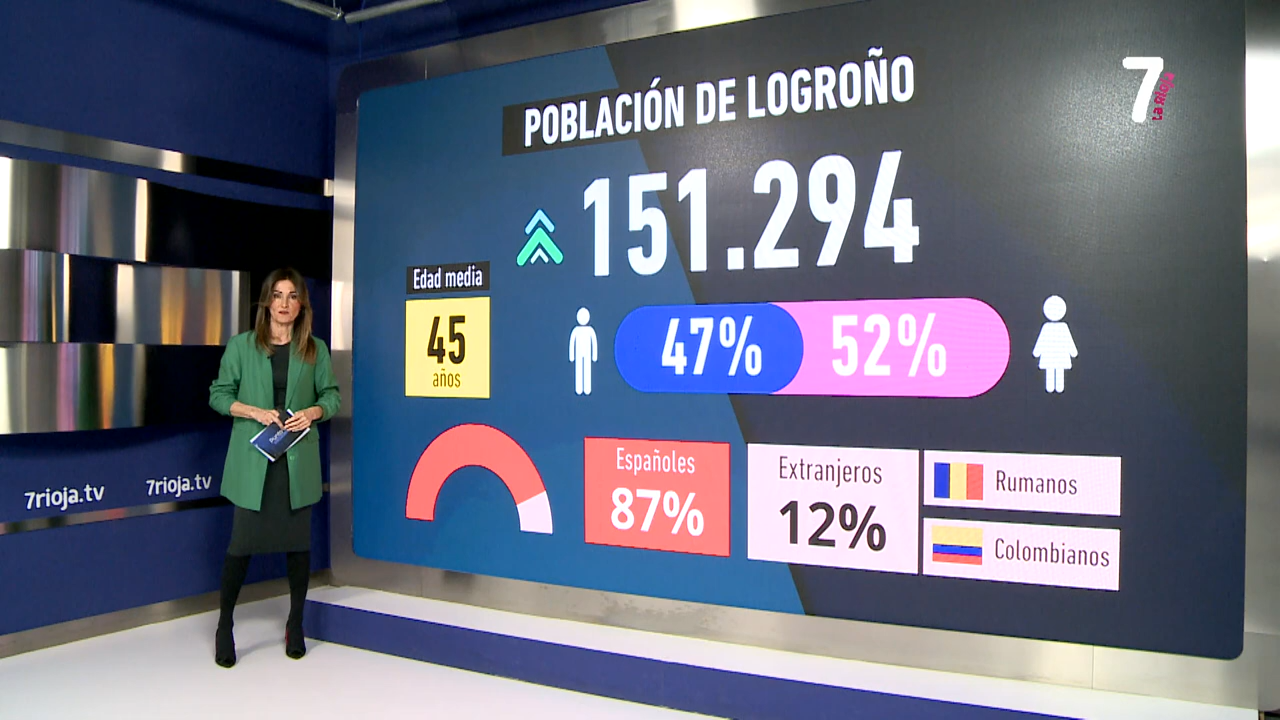 POBLACIÓN DE LOGROÑO
7
La Rioja
151.294
Edad media
45
años
47%
52%
Españoles
87%
Extranjeros
12%
Rumanos
Colombianos
7rioja.tv
7rioja.tv